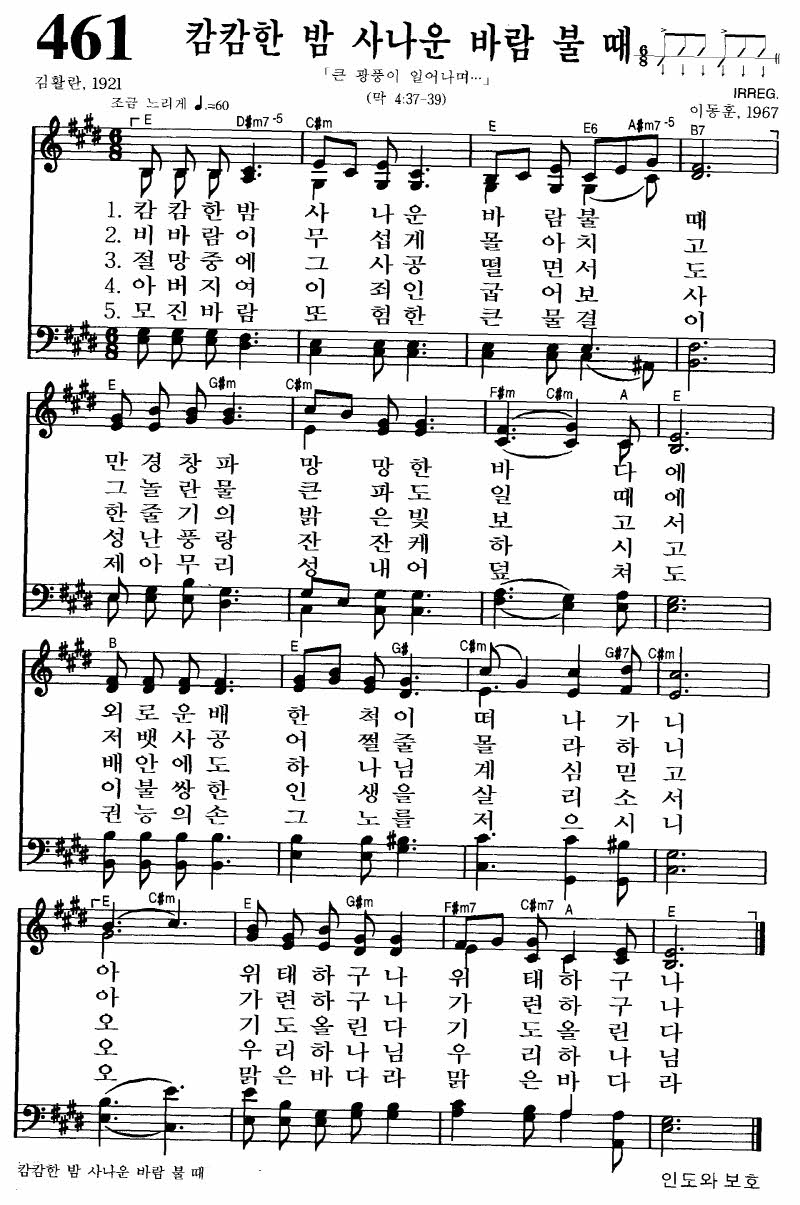 461 캄캄한 밤 사나운 바람 불 때 6/8
「큰 광풍이 일어나며…」
김활란, 1921 (막 4:37-39) IRREG.
조금 느리게 ♩.=60 이동훈, 1967
E D#m7-5 C#m E E6 A#m7-5 B7
1. 캄 캄 한 밤 사 나 운 바 람 불 때
2. 비 바 람 이 무 섭 게 몰 아 치 고
3. 절 망 중 에 그 사 공 떨 면 서 도
4. 아 버 지 여 이 죄 인 굽 어 보 사
5. 모 진 바 람 또 험 한 큰 물 결 이
E G#m C#m F#m C#m A E
만 경 창 파 망 망 한 바 다 에
그 놀 란 물 큰 파 도 일 때 에
한 줄 기 의 밝 은 빛 보 고 서
성 난 풍 랑 잔 잔 케 하 시 고
제 아 무 리 성 내 어 덮 쳐 도
B E G# C#m G#7 C#m
외 로 운 배 한 척 이 떠 나 가 니
저 뱃 사 공 어 쩔 줄 몰 라 하 니
배 안 에 도 하 나 님 계 심 믿 고
이 불 쌍 한 인 생 을 살 리 소 서
권 능 의 손 그 노 를 저 으 시 니
E C#m E G#m F#m7 C#m7 A E
아 위 태 하 구 나 위 태 하 구 나
아 가 련 하 구 나 가 련 하 구 나
오 기 도 올 린 다 기 도 올 린 다
오 우 리 하 나 님 우 리 하 나 님
오 맑 은 바 다 라 맑 은 바 다 라
캄캄한 밤 사나운 바람 불 때 인도와 보호